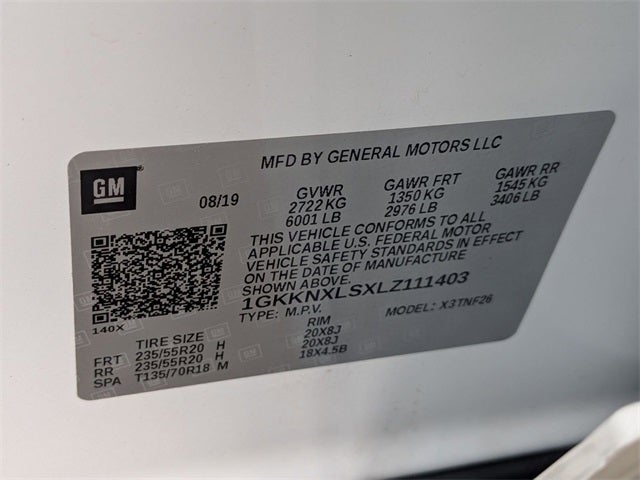 MFD BY GENERAL MOTORS LLC
GM
08/19
GVWR
2722 KG
6001 LB
GAWR FRT
1350 KG
2976 LB
GAWR RR
1545 KG
3406 LB
THIS VEHICLE CONFORMS TO ALL
APPLICABLE U.S. FEDERAL MOTOR
VEHICLE SAFETY STANDARDS IN EFFECT
ON THE DATE OF MANUFACTURE
SHOWN ABOVE.
1GKKNXLSXLZ111403
TYPE: M.P.V. MODEL: X3TNF26
140X
TIRE SIZE RIM
FRT 235/55R20 H 20X8J
RR 235/55R20 H 20X8J
SPA T135/70R18 M 18X4.5B